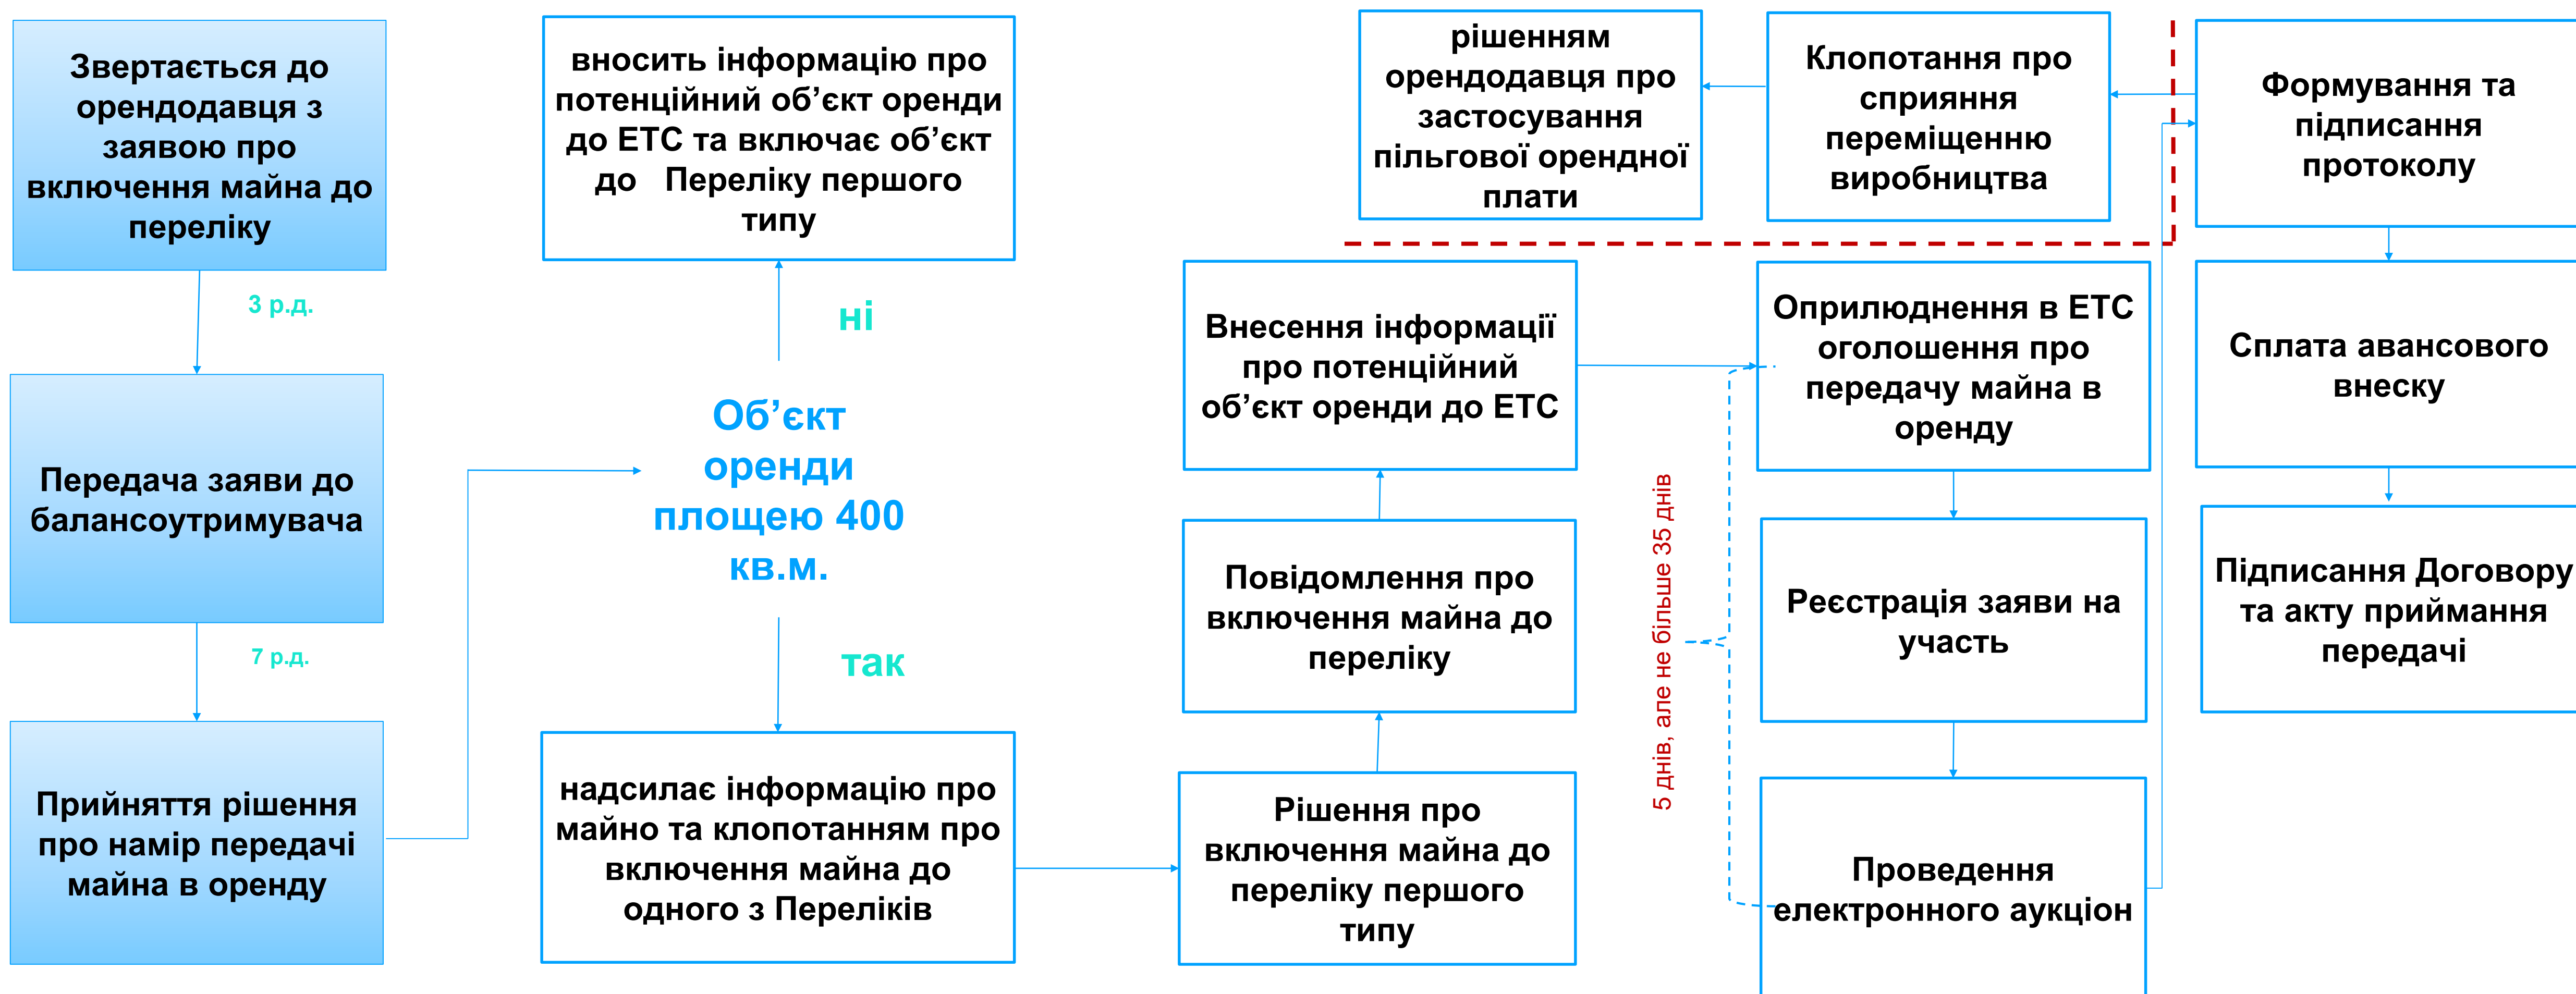 Звертається до
орендодавця з
заявою про
включення майна до
переліку
3 р.д.
Передача заяви до
балансоутримувача
7 р.д.
Прийняття рішення
про намір передачі
майна в оренду
вносить інформацію про
потенційний об’єкт оренди
до ЕТС та включає об’єкт
до Переліку першого
типу
ні
Об’єкт
оренди
площею 400
кв.м.
так
надсилає інформацію про
майно та клопотанням про
включення майна до
одного з Переліків
Рішення про
включення майна до
переліку першого
типу
Повідомлення про
включення майна до
переліку
Внесення інформації
про потенційний
об’єкт оренди до ЕТС
Оприлюднення в ЕТС
оголошення про
передачу майна в
оренду
5 днів, але не більше 35 днів
Реєстрація заяви на
участь
Проведення
електронного аукціон
Формування та
підписання
протоколу
Клопотання про
сприяння
переміщенню
виробництва
рішенням
орендодавця про
застосування
пільгової орендної
плати
Сплата авансового
внеску
Підписання Договору
та акту приймання
передачі